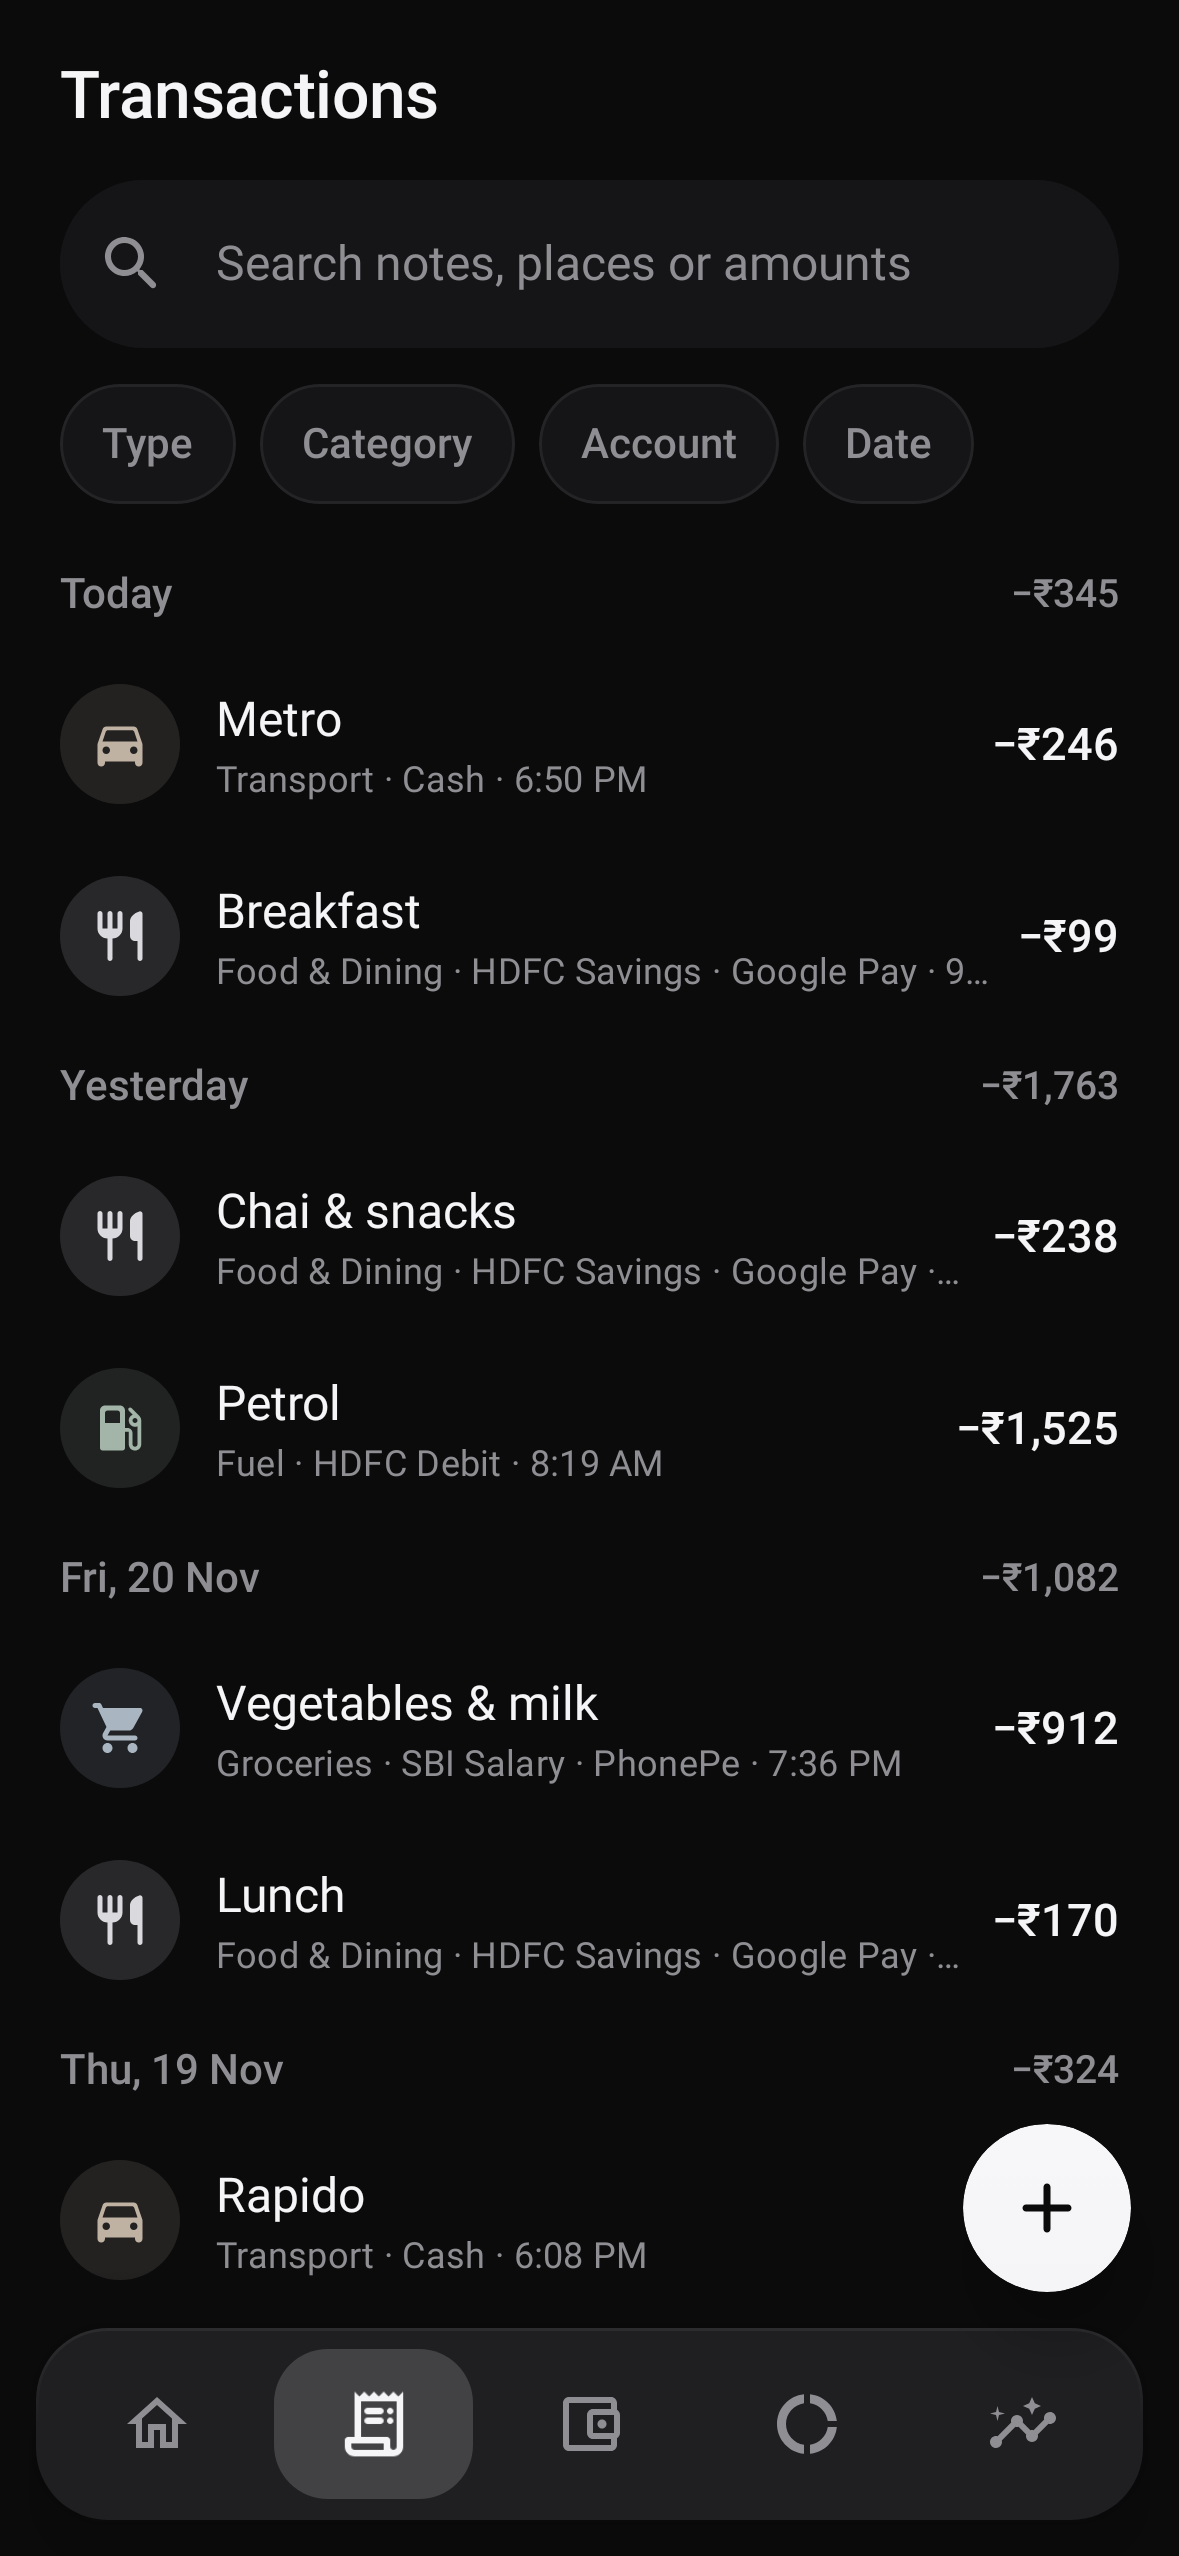 Transactions
Search notes, places or amounts
Type
Category
Account
Date
Today
−₹345
Metro
−₹246
Transport · Cash · 6:50 PM
Breakfast
−₹99
Food & Dining · HDFC Savings · Google Pay · 9…
Yesterday
−₹1,763
Chai & snacks
−₹238
Food & Dining · HDFC Savings · Google Pay ·…
Petrol
−₹1,525
Fuel · HDFC Debit · 8:19 AM
Fri, 20 Nov
−₹1,082
Vegetables & milk
−₹912
Groceries · SBI Salary · PhonePe · 7:36 PM
Lunch
−₹170
Food & Dining · HDFC Savings · Google Pay ·…
Thu, 19 Nov
−₹324
Rapido
Transport · Cash · 6:08 PM